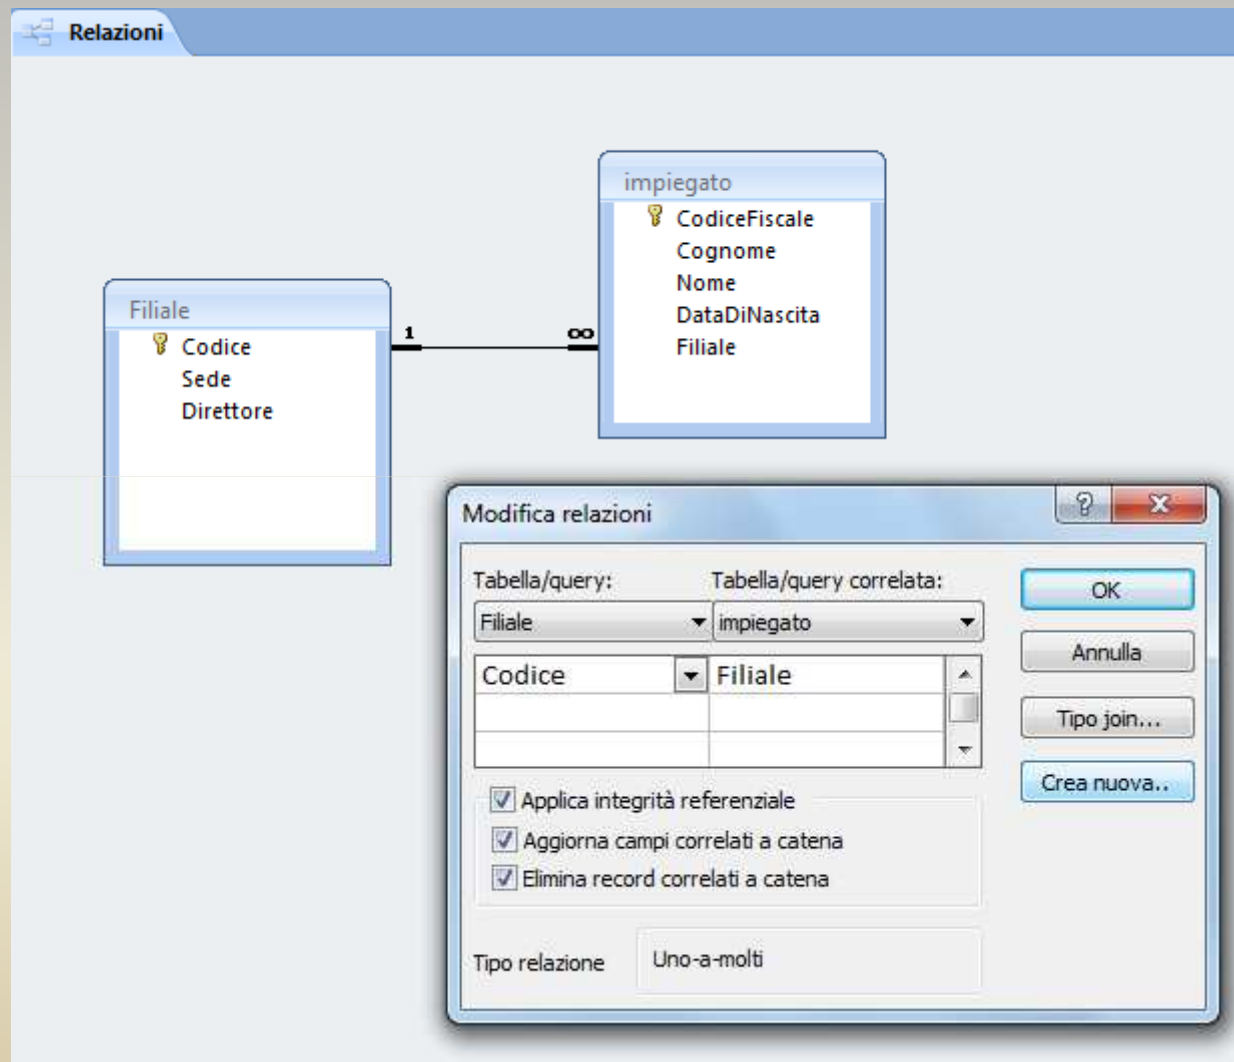 Relazioni
impiegato
CodiceFiscale
Cognome
Nome
DataDiNascita
Filiale
Filiale
Codice
Sede
Direttore
1
∞
Modifica relazioni
?
X
Tabella/query:
Tabella/query correlata:
Filiale
impiegato
Codice
Filiale
Applica integrità referenziale
Aggiorna campi correlati a catena
Elimina record correlati a catena
Tipo relazione
Uno-a-molti
OK
Annulla
Tipo join...
Crea nuova..